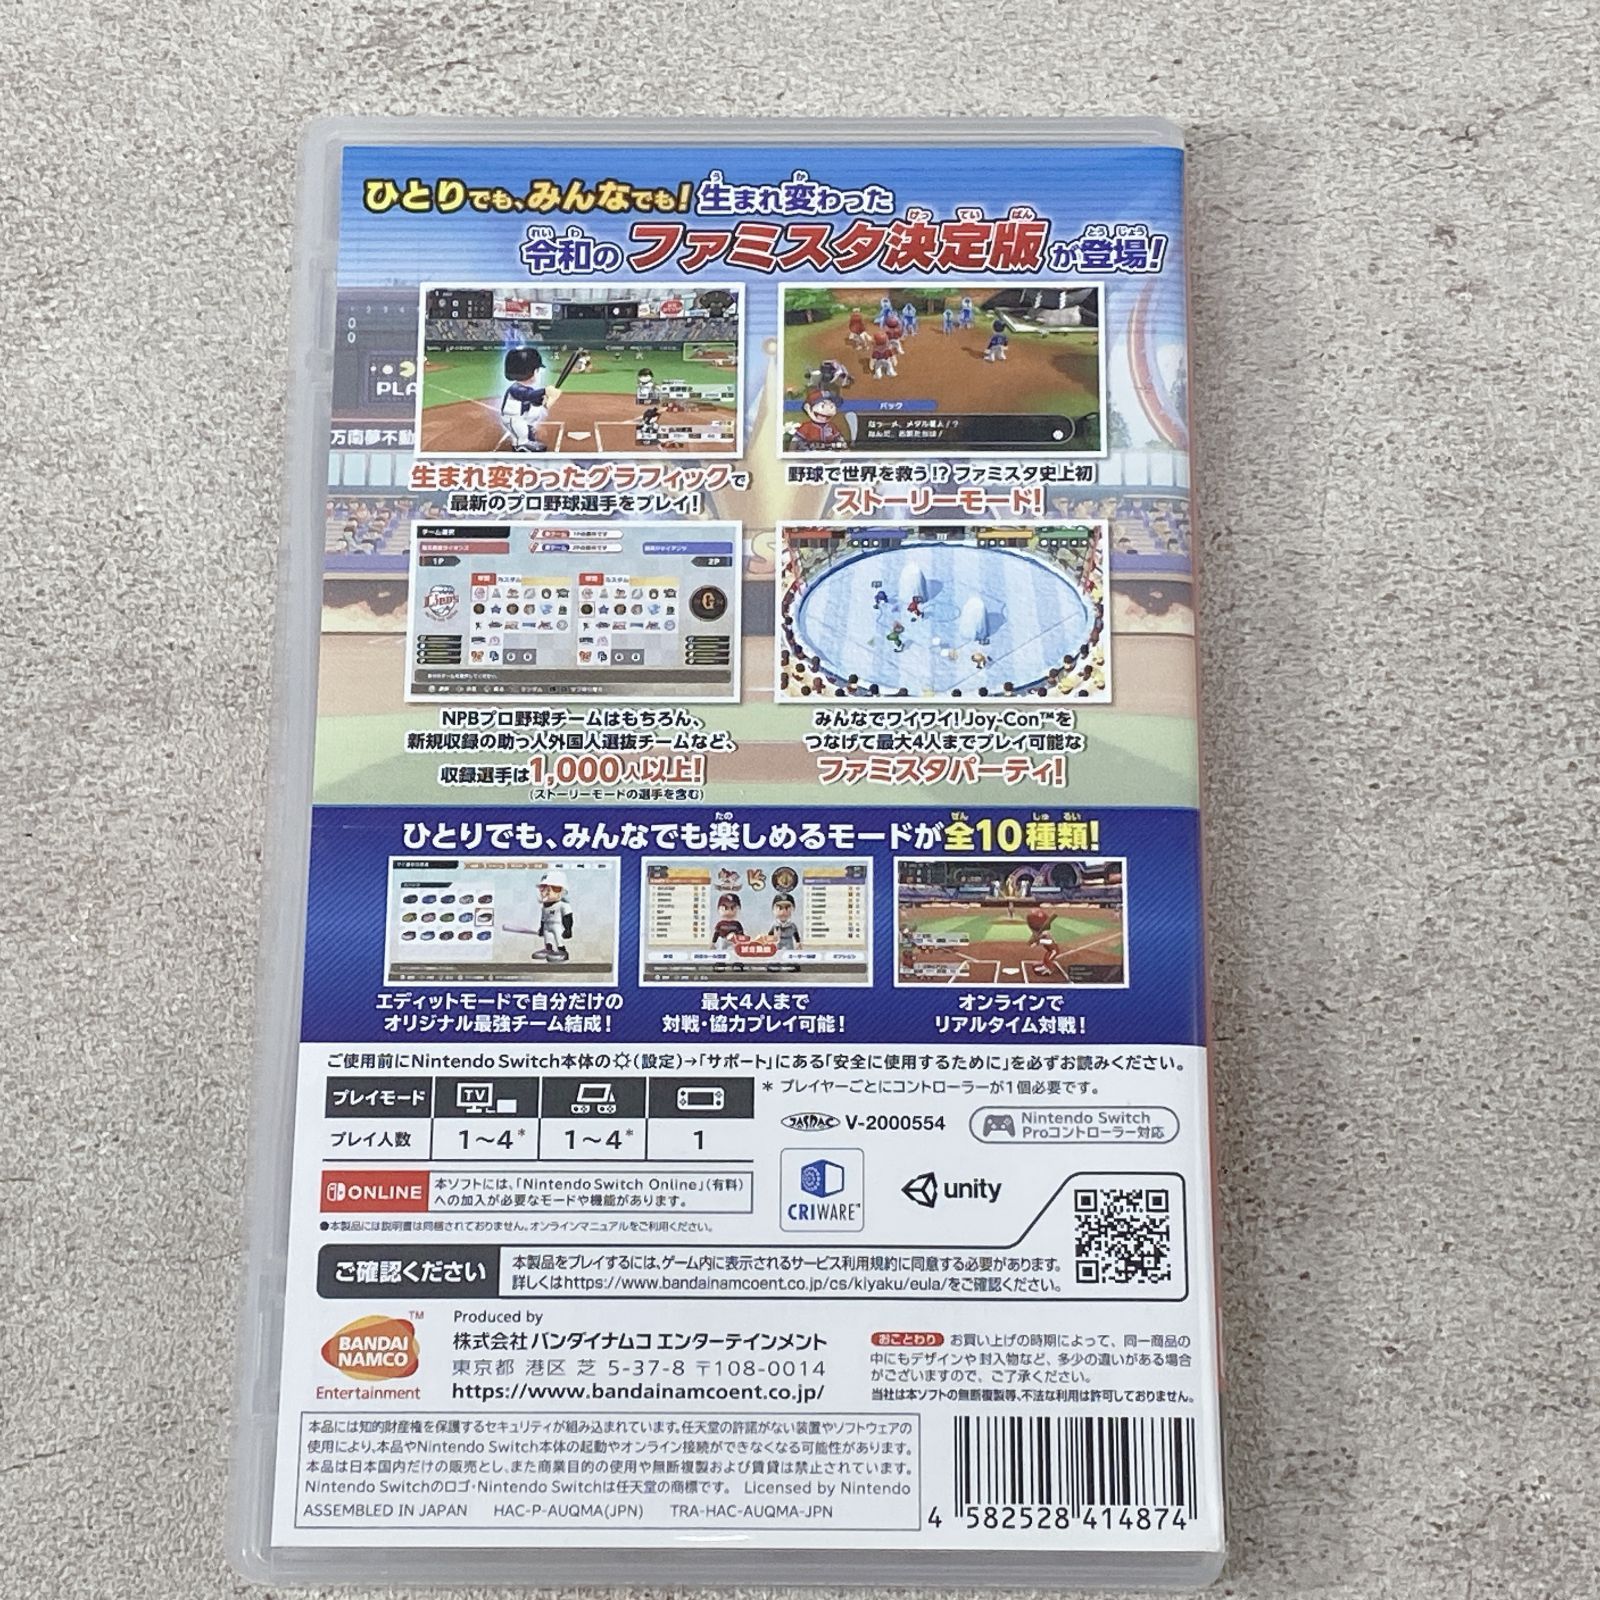 ひとりでも、みんなでも!生まれ変わった
令和のファミスタ決定版が登場!
生まれ変わったグラフィックで
最新のプロ野球選手をプレイ!
野球で世界を救う!?ファミスタ史上初
ストーリーモード!
NPBプロ野球チームはもちろん、
新規収録の助っ人外国人選抜チームなど、
収録選手は1,000人以上!
(ストーリーモードの選手を含む)
みんなでワイワイ!Joy-Con™を
つなげて最大4人までプレイ可能な
ファミスタパーティ!
ひとりでも、みんなでも楽しめるモードが全10種類!
エディットモードで自分だけの
オリジナル最強チーム結成!
最大4人まで
対戦・協力プレイ可能!
オンラインで
リアルタイム対戦!
ご使用前にNintendo Switch本体の(設定)→「サポート」にある「安全に使用するために」を必ずお読みください。
プレイモード TV
プレイ人数 1~4* 1~4* 1
* プレイヤーごとにコントローラーが1個必要です。
V-2000554
Nintendo Switch
Proコントローラー対応
ONLINE
本ソフトには、「Nintendo Switch Online」(有料)
への加入が必要なモードや機能があります。
●本製品には説明書は同梱されておりません。オンラインマニュアルをご利用ください。
CRIWARE™
unity
ご確認ください
本製品をプレイするには、ゲーム内に表示されるサービス利用規約に同意する必要があります。
詳しくはhttps://www.bandainamcoent.co.jp/cs/kiyaku/eula/をご確認ください。
BANDAI
NAMCO
Entertainment
Produced by
株式会社 バンダイナムコ エンターテインメント
東京都 港区 芝 5-37-8 〒108-0014
https://www.bandainamcoent.co.jp/
おことわり お買い上げの時期によって、同一商品の
中にもデザインや封入物など、多少の違いがある場合
がございますので、ご了承ください。
当社は本ソフトの無断複製等、不法な利用は許可しておりません。
本品には知的財産権を保護するセキュリティが組み込まれています。任天堂の許諾がない装置やソフトウェアの
使用により、本品やNintendo Switch本体の起動やオンライン接続ができなくなる可能性があります。
本品は日本国内だけの販売とし、また商業目的の使用や無断複製および賃貸は禁止されています。
Nintendo Switchのロゴ・Nintendo Switchは任天堂の商標です。 Licensed by Nintendo
ASSEMBLED IN JAPAN HAC-P-AUQMA(JPN) TRA-HAC-AUQMA-JPN
4 582528 414874